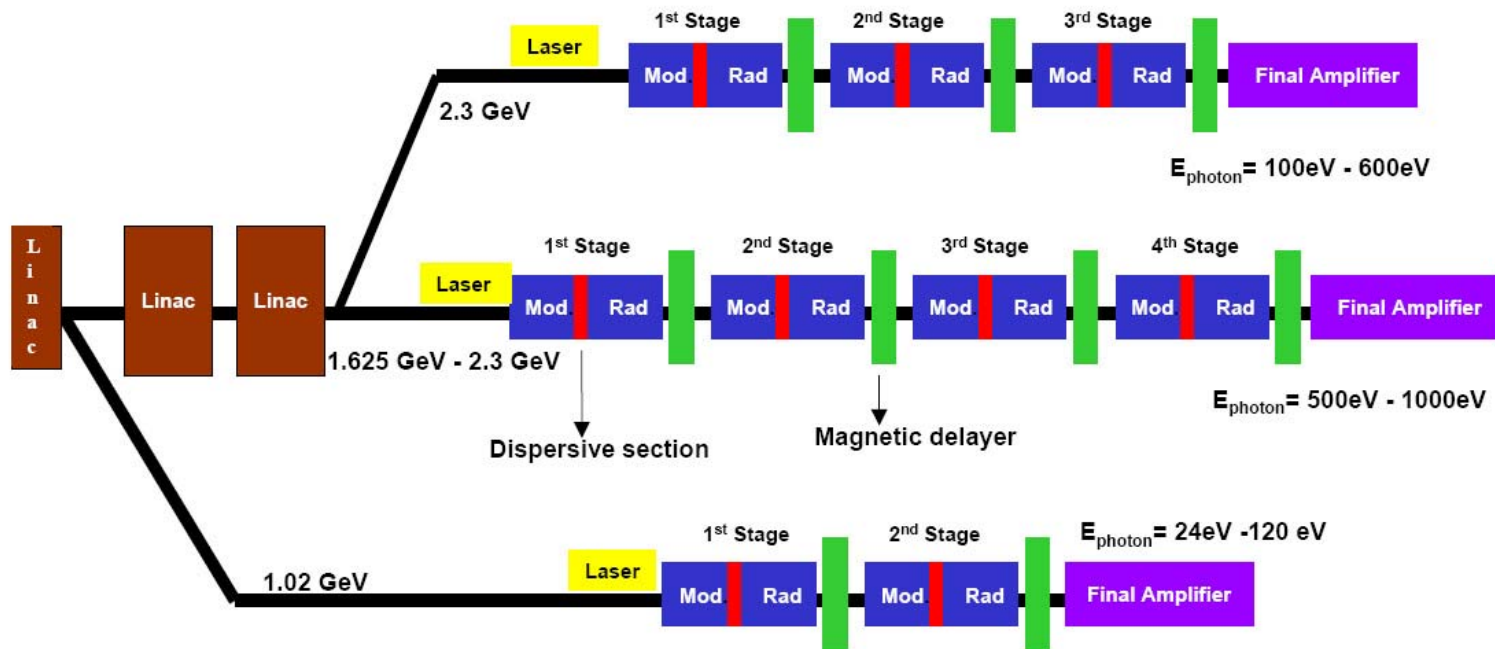 1st Stage 2nd Stage 3rd Stage
Laser
Mod. Rad Mod. Rad Mod. Rad Final Amplifier
2.3 GeV
Ephoton= 100eV - 600eV
1st Stage 2nd Stage 3rd Stage 4th Stage
Linac
Linac Linac
Laser
Mod. Rad Mod. Rad Mod. Rad Mod. Rad Final Amplifier
1.625 GeV - 2.3 GeV
Ephoton= 500eV - 1000eV
Dispersive section Magnetic delayer
1st Stage 2nd Stage
Ephoton= 24eV -120 eV
1.02 GeV
Laser
Mod. Rad Mod. Rad Final Amplifier